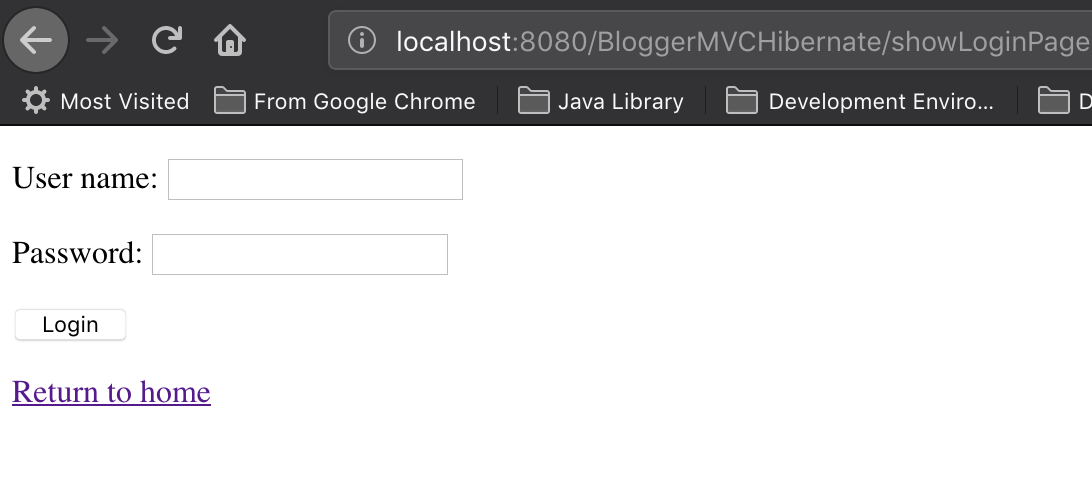 localhost:8080/BloggerMVCHibernate/showLoginPage
Most Visited From Google Chrome Java Library Development Enviro... D
User name:
Password:
Login
Return to home